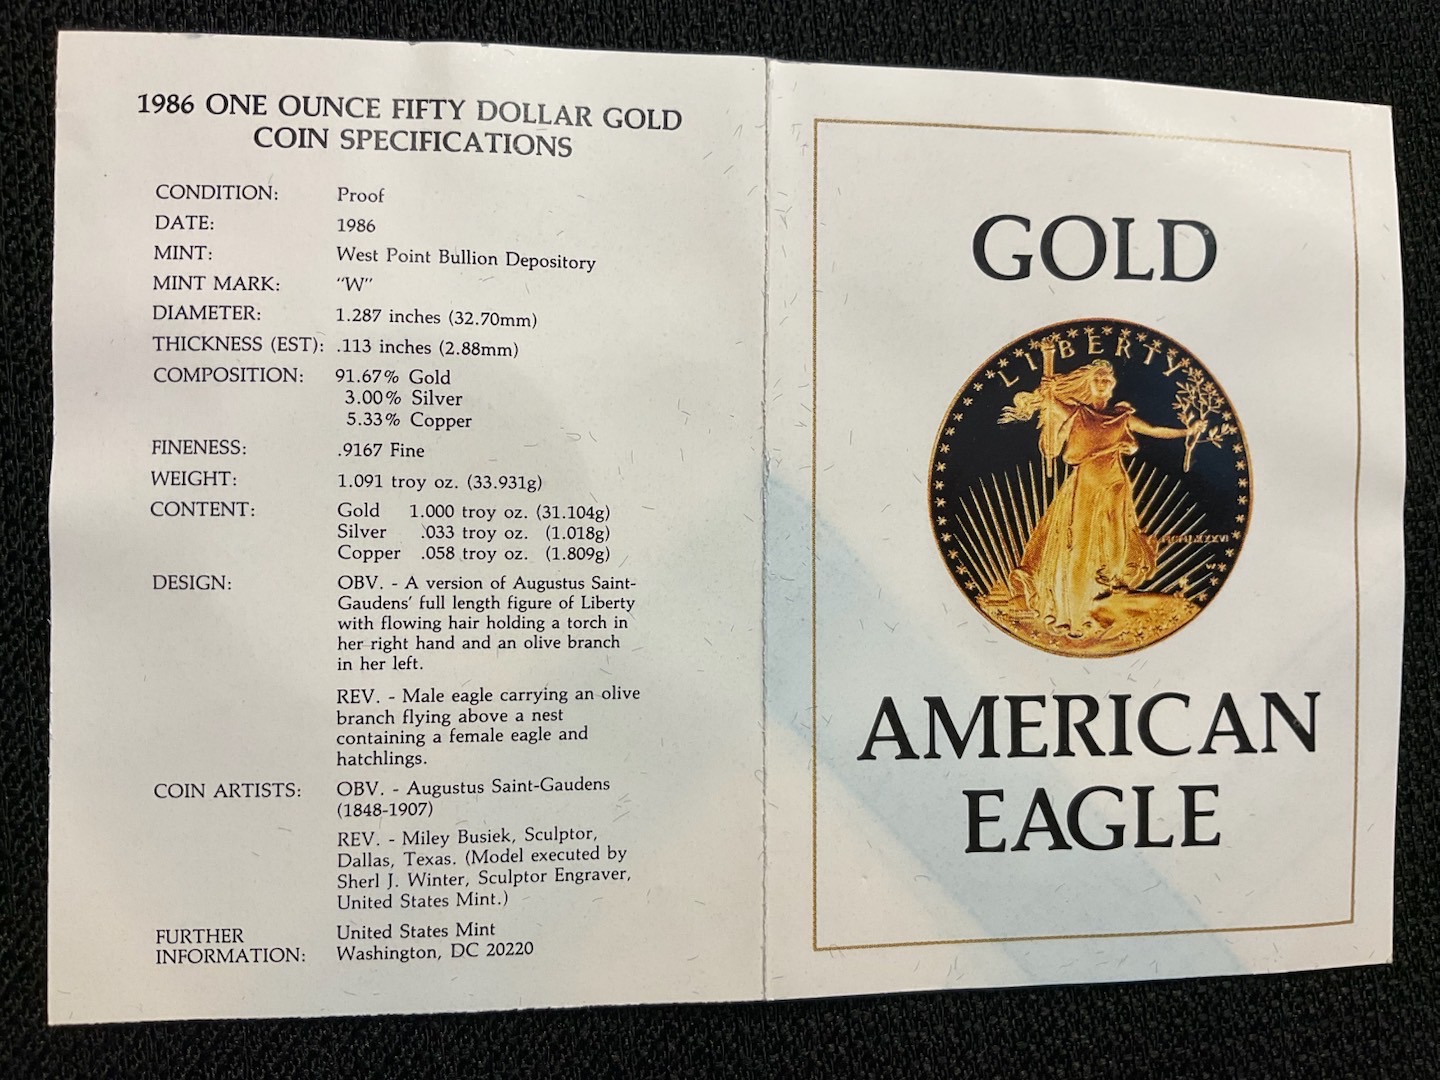 1986 ONE OUNCE FIFTY DOLLAR GOLD
COIN SPECIFICATIONS
CONDITION: Proof
DATE: 1986
MINT: West Point Bullion Depository
MINT MARK: "W"
DIAMETER: 1.287 inches (32.70mm)
THICKNESS (EST): .113 inches (2.88mm)
COMPOSITION: 91.67% Gold
3.00% Silver
5.33% Copper
FINENESS: .9167 Fine
WEIGHT: 1.091 troy oz. (33.931g)
CONTENT: Gold 1.000 troy oz. (31.104g)
Silver .033 troy oz. (1.018g)
Copper .058 troy oz. (1.809g)
DESIGN: OBV. - A version of Augustus Saint-
Gaudens' full length figure of Liberty
with flowing hair holding a torch in
her right hand and an olive branch
in her left.
REV. - Male eagle carrying an olive
branch flying above a nest
containing a female eagle and
hatchlings.
COIN ARTISTS: OBV. - Augustus Saint-Gaudens
(1848-1907)
REV. - Miley Busiek, Sculptor,
Dallas, Texas. (Model executed by
Sherl J. Winter, Sculptor Engraver,
United States Mint.)
FURTHER United States Mint
INFORMATION: Washington, DC 20220
GOLD
LIBERTY
MCMLXXXVI
W
AMERICAN
EAGLE